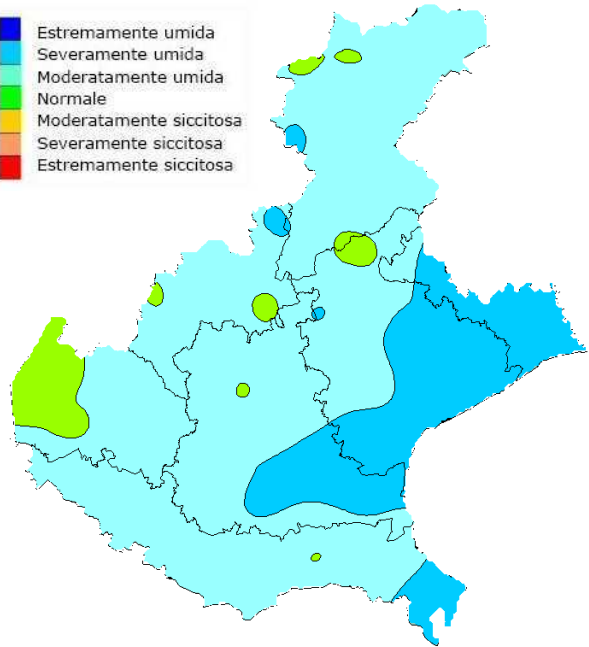 Estremamente umida
Severamente umida
Moderatamente umida
Normale
Moderatamente siccitosa
Severamente siccitosa
Estremamente siccitosa